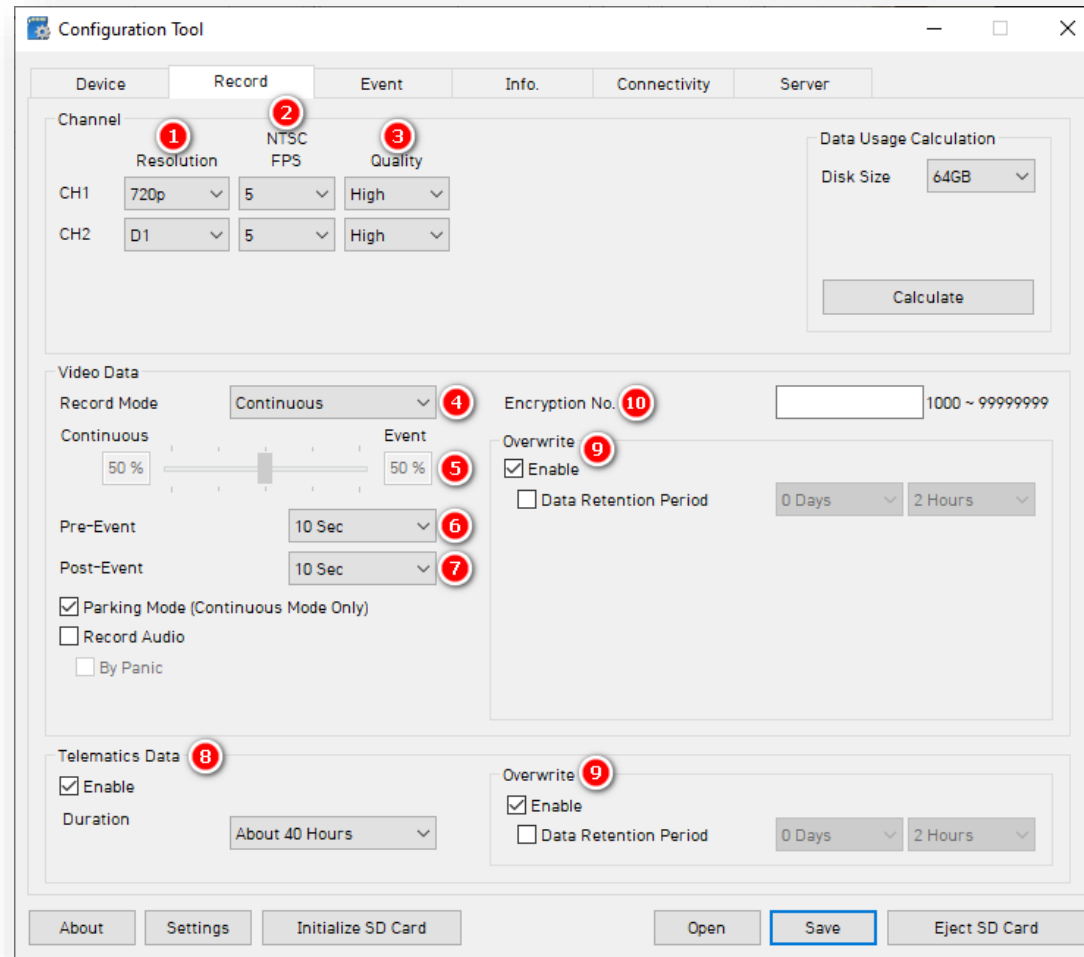 Configuration Tool
Device Record Event Info. Connectivity Server
Channel
1 2 3
Resolution NTSC FPS Quality
CH1 720p 5 High
CH2 D1 5 High
Data Usage Calculation
Disk Size 64GB
Calculate
Video Data
Record Mode Continuous 4
Continuous Event
50 % 50 % 5
Pre-Event 10 Sec 6
Post-Event 10 Sec 7
Parking Mode (Continuous Mode Only)
Record Audio
By Panic
Encryption No. 10 1000 ~ 99999999
Overwrite 9
Enable
Data Retention Period 0 Days 2 Hours
Telematics Data 8
Enable
Duration About 40 Hours
Overwrite 9
Enable
Data Retention Period 0 Days 2 Hours
About Settings Initialize SD Card Open Save Eject SD Card